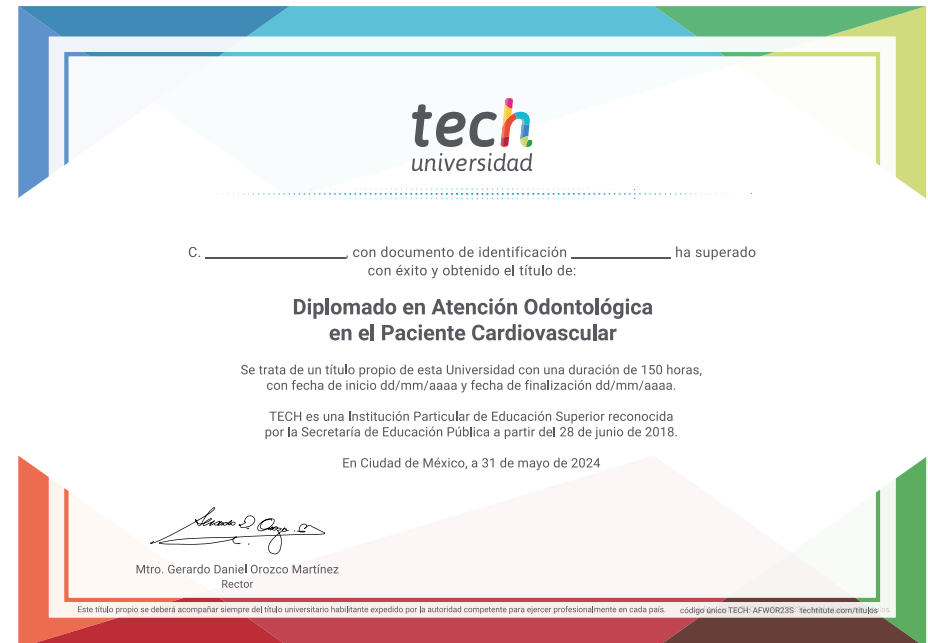 tech
universidad
C. ____________, con documento de identificación _________ ha superado
con éxito y obtenido el título de:
Diplomado en Atención Odontológica
en el Paciente Cardiovascular
Se trata de un título propio de esta Universidad con una duración de 150 horas,
con fecha de inicio dd/mm/aaaa y fecha de finalización dd/mm/aaaa.
TECH es una Institución Particular de Educación Superior reconocida
por la Secretaría de Educación Pública a partir del 28 de junio de 2018.
En Ciudad de México, a 31 de mayo de 2024
Mtro. Gerardo Daniel Orozco Martínez
Rector
Este título propio se deberá acompañar siempre del título universitario habilitante expedido por la autoridad competente para ejercer profesionalmente en cada país. código único TECH: AFWOR23S techtitute.com/titulos